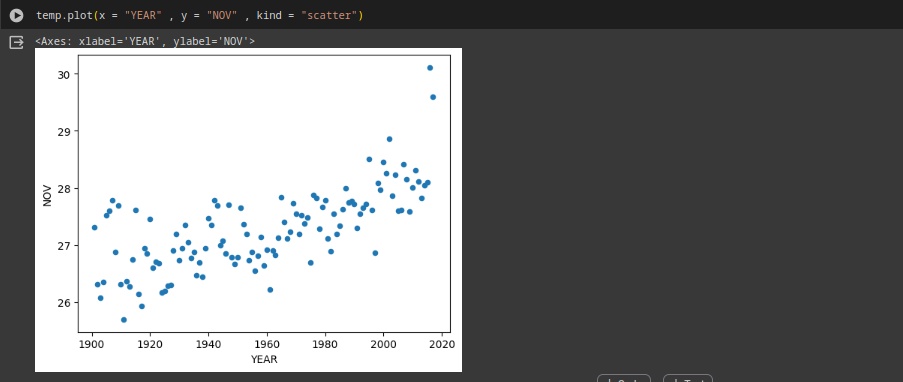 temp.plot(x = "YEAR" , y = "NOV" , kind = "scatter")
<Axes: xlabel='YEAR', ylabel='NOV'>
30
29
28
27
26
NOV
1900 1920 1940 1960 1980 2000 2020
YEAR